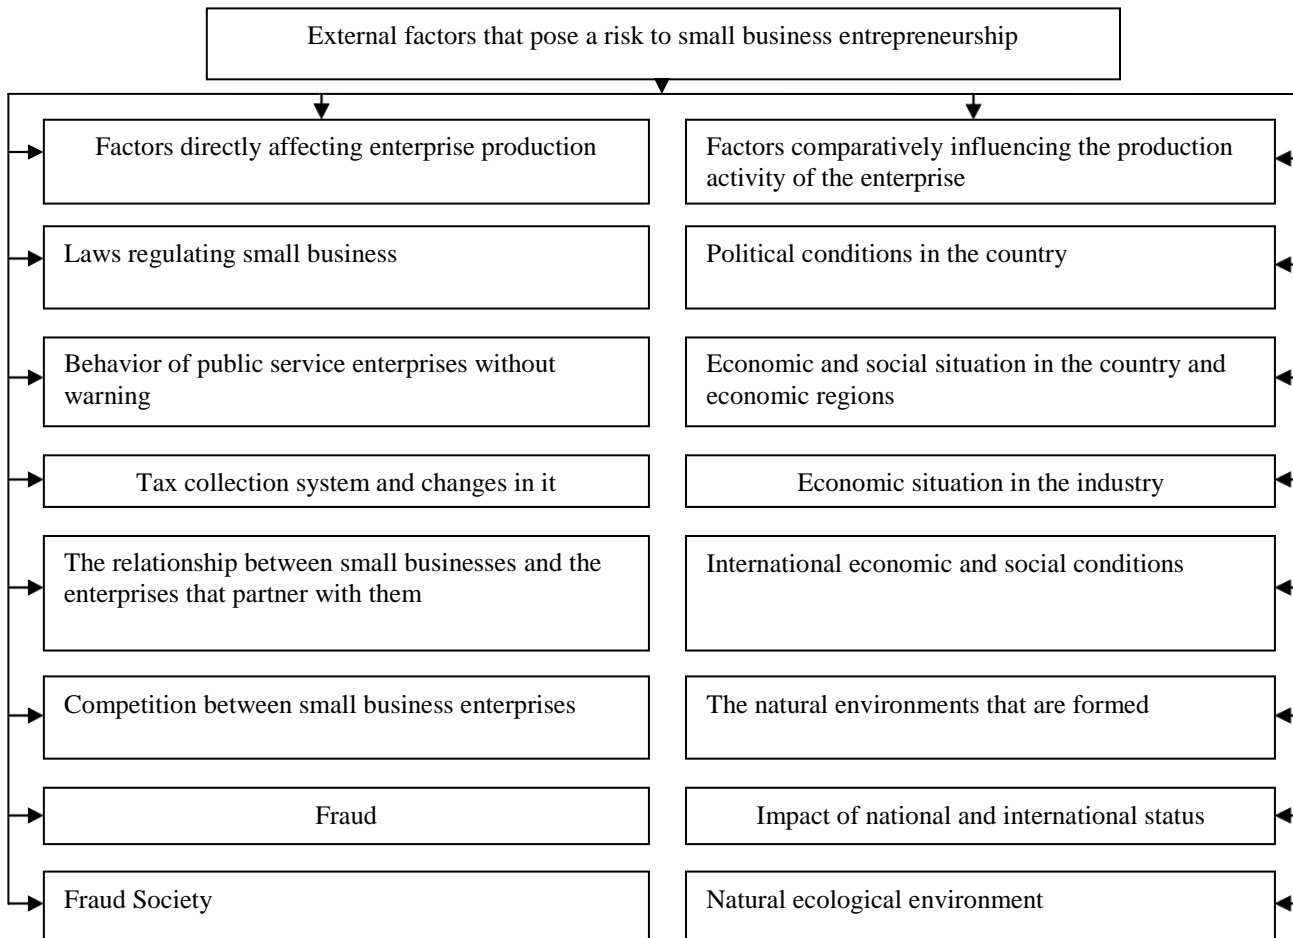 External factors that pose a risk to small business entrepreneurship
Factors directly affecting enterprise production
Factors comparatively influencing the production
activity of the enterprise
Laws regulating small business
Political conditions in the country
Behavior of public service enterprises without
warning
Economic and social situation in the country and
economic regions
Tax collection system and changes in it
Economic situation in the industry
The relationship between small businesses and the
enterprises that partner with them
International economic and social conditions
Competition between small business enterprises
The natural environments that are formed
Fraud
Impact of national and international status
Fraud Society
Natural ecological environment